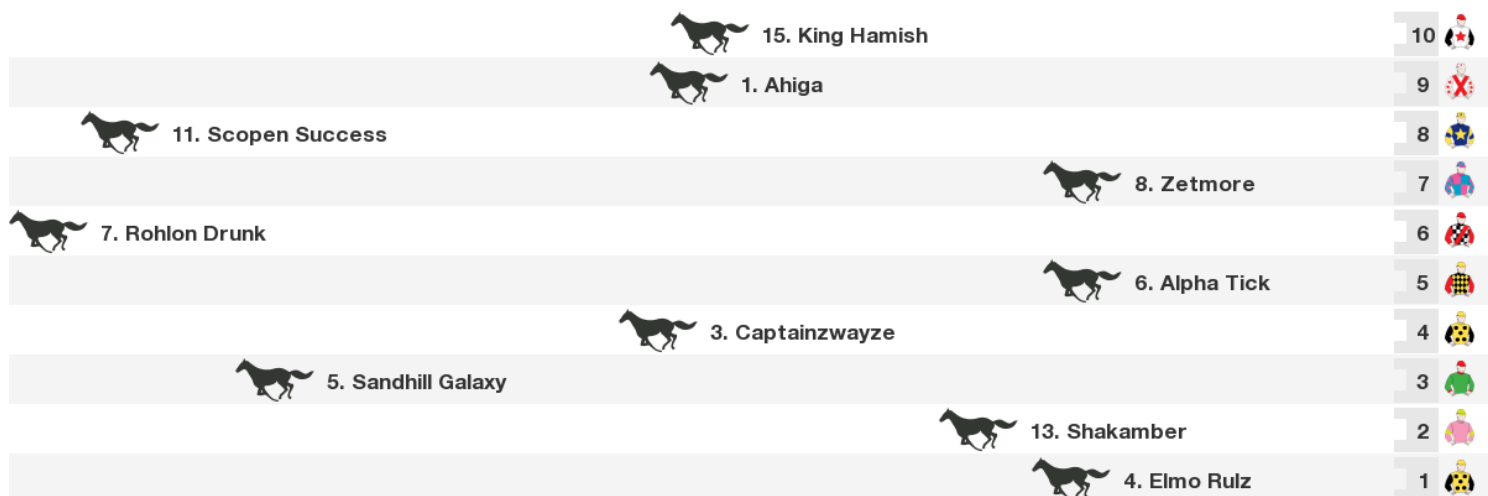 15. King Hamish 10
1. Ahiga 9
11. Scopen Success 8
8. Zetmore 7
7. Rohlon Drunk 6
6. Alpha Tick 5
3. Captainzwayze 4
5. Sandhill Galaxy 3
13. Shakamber 2
4. Elmo Rulz 1